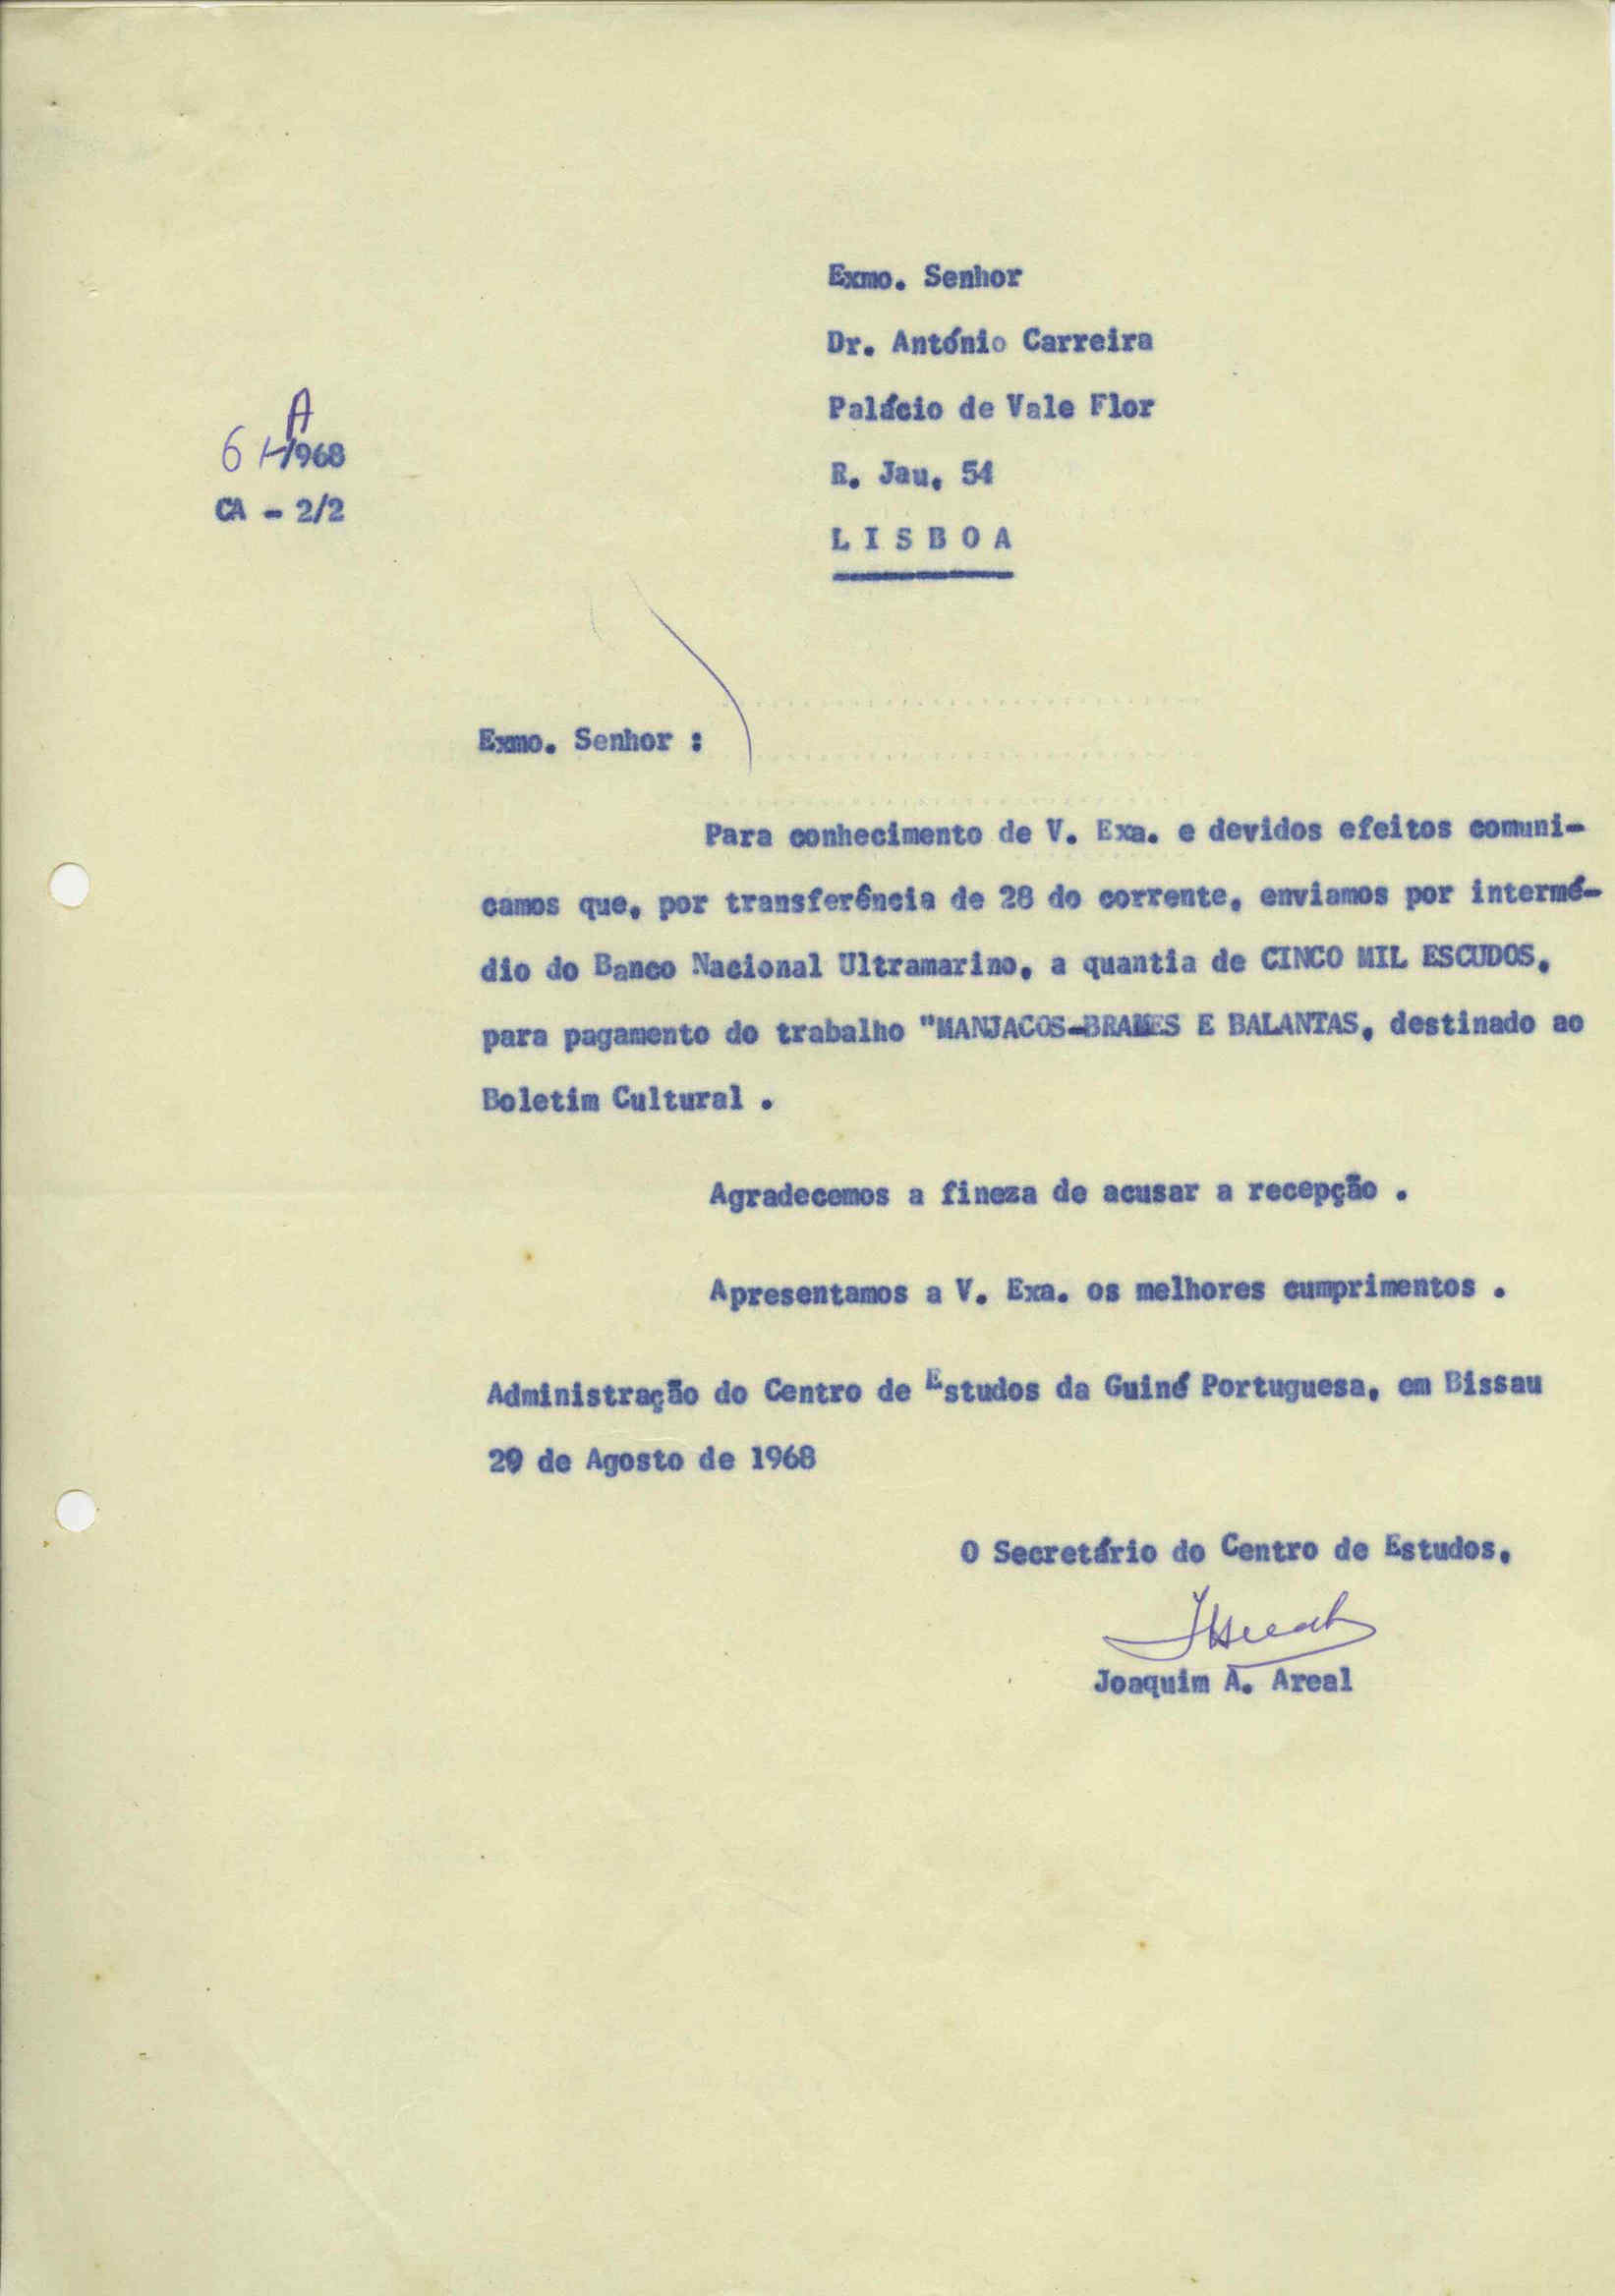 Exmo. Senhor
Dr. António Carreira
Palácio de Vale Flor
R. Jau, 54
LISBOA
A
61-/968
CA - 2/2
Exmo. Senhor :
Para conhecimento de V. Exa. e devidos efeitos comuni-
camos que, por transferência de 28 do corrente, enviamos por intermé-
dio do Banco Nacional Ultramarino, a quantia de CINCO MIL ESCUDOS,
para pagamento do trabalho "MANJACOS-BRAMES E BALANTAS, destinado ao
Boletim Cultural .
Agradecemos a fineza de acusar a recepção .
Apresentamos a V. Exa. os melhores cumprimentos .
Administração do Centro de Estudos da Guiné Portuguesa, em Bissau
29 de Agosto de 1968
O Secretário do Centro de Estudos,
Joaquim A. Areal